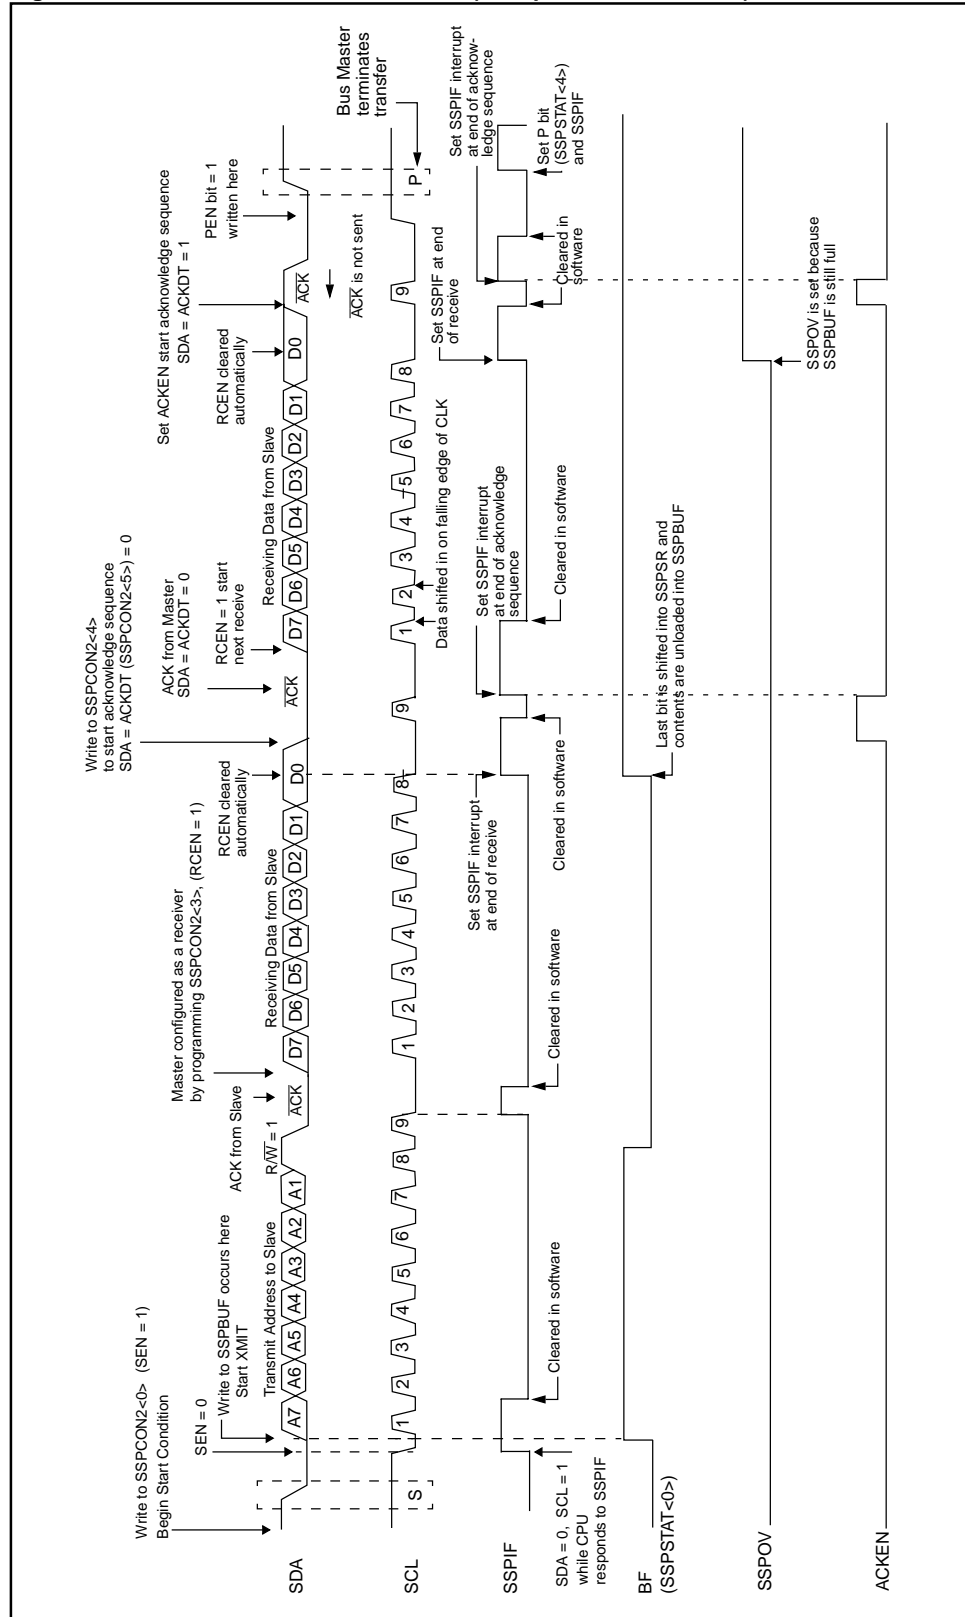 Write to SSPCON2<0> (SEN = 1)
Begin Start Condition
SEN = 0
Write to SSPBUF occurs here
Start XMIT
Transmit Address to Slave
R/W = 1
ACK from Slave
Master configured as a receiver
by programming SSPCON2<3>, (RCEN = 1)
Receiving Data from Slave
RCEN cleared
automatically
Write to SSPCON2<4>
to start acknowledge sequence
SDA = ACKDT (SSPCON2<5>) = 0
ACK from Master
SDA = ACKDT = 0
RCEN = 1 start
next receive
Receiving Data from Slave
RCEN cleared
automatically
Set ACKEN start acknowledge sequence
SDA = ACKDT = 1
PEN bit = 1
written here
SDA
A7 A6 A5 A4 A3 A2 A1
ACK
D7 D6 D5 D4 D3 D2 D1 D0
ACK
D7 D6 D5 D4 D3 D2 D1 D0
ACK
ACK is not sent
Bus Master
terminates
transfer
SCL
S
1 2 3 4 5 6 7 8 9
1 2 3 4 5 6 7 8 9
1 2 3 4 5 6 7 8 9
P
Data shifted in on falling edge of CLK
Set SSPIF interrupt
at end of receive
Set SSPIF interrupt
at end of acknowledge
sequence
Set SSPIF at end
of receive
Set SSPIF interrupt
at end of acknow-
ledge sequence
SSPIF
SDA = 0, SCL = 1
while CPU
responds to SSPIF
Cleared in software
Cleared in software
Cleared in software
Cleared in software
Cleared in software
Cleared in
software
Set P bit
(SSPSTAT<4>)
and SSPIF
BF
(SSPSTAT<0>)
Last bit is shifted into SSPSR and
contents are unloaded into SSPBUF
SSPOV
SSPOV is set because
SSPBUF is still full
ACKEN